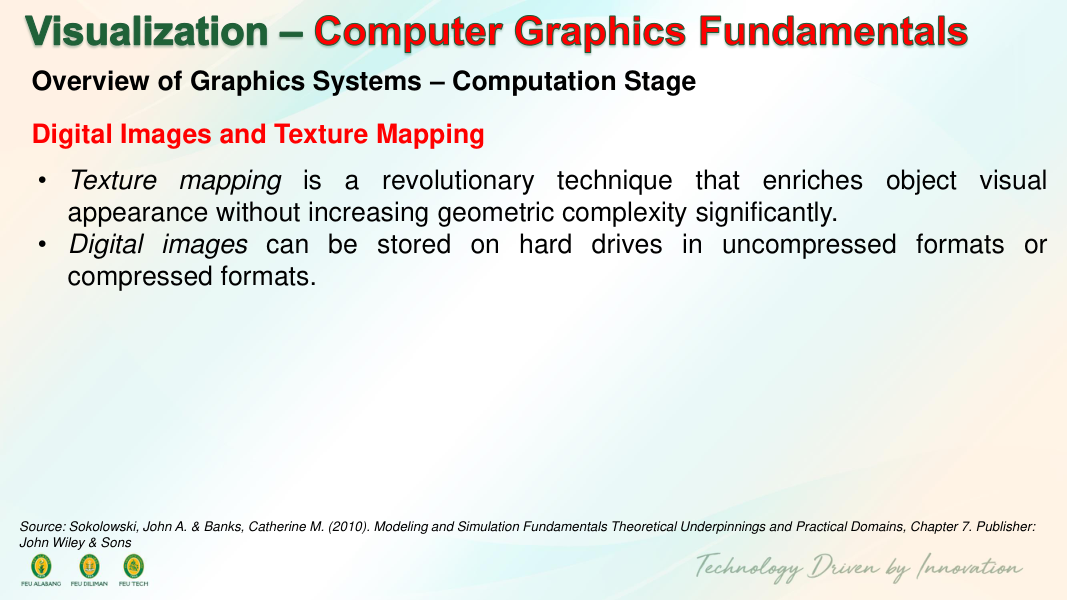 Visualization – Computer Graphics Fundamentals
Overview of Graphics Systems – Computation Stage
Digital Images and Texture Mapping
• Texture mapping is a revolutionary technique that enriches object visual
appearance without increasing geometric complexity significantly.
• Digital images can be stored on hard drives in uncompressed formats or
compressed formats.
Source: Sokolowski, John A. & Banks, Catherine M. (2010). Modeling and Simulation Fundamentals Theoretical Underpinnings and Practical Domains, Chapter 7. Publisher:
John Wiley & Sons
FEU ALABANG FEU DILIMAN FEU TECH
Technology Driven by Innovation